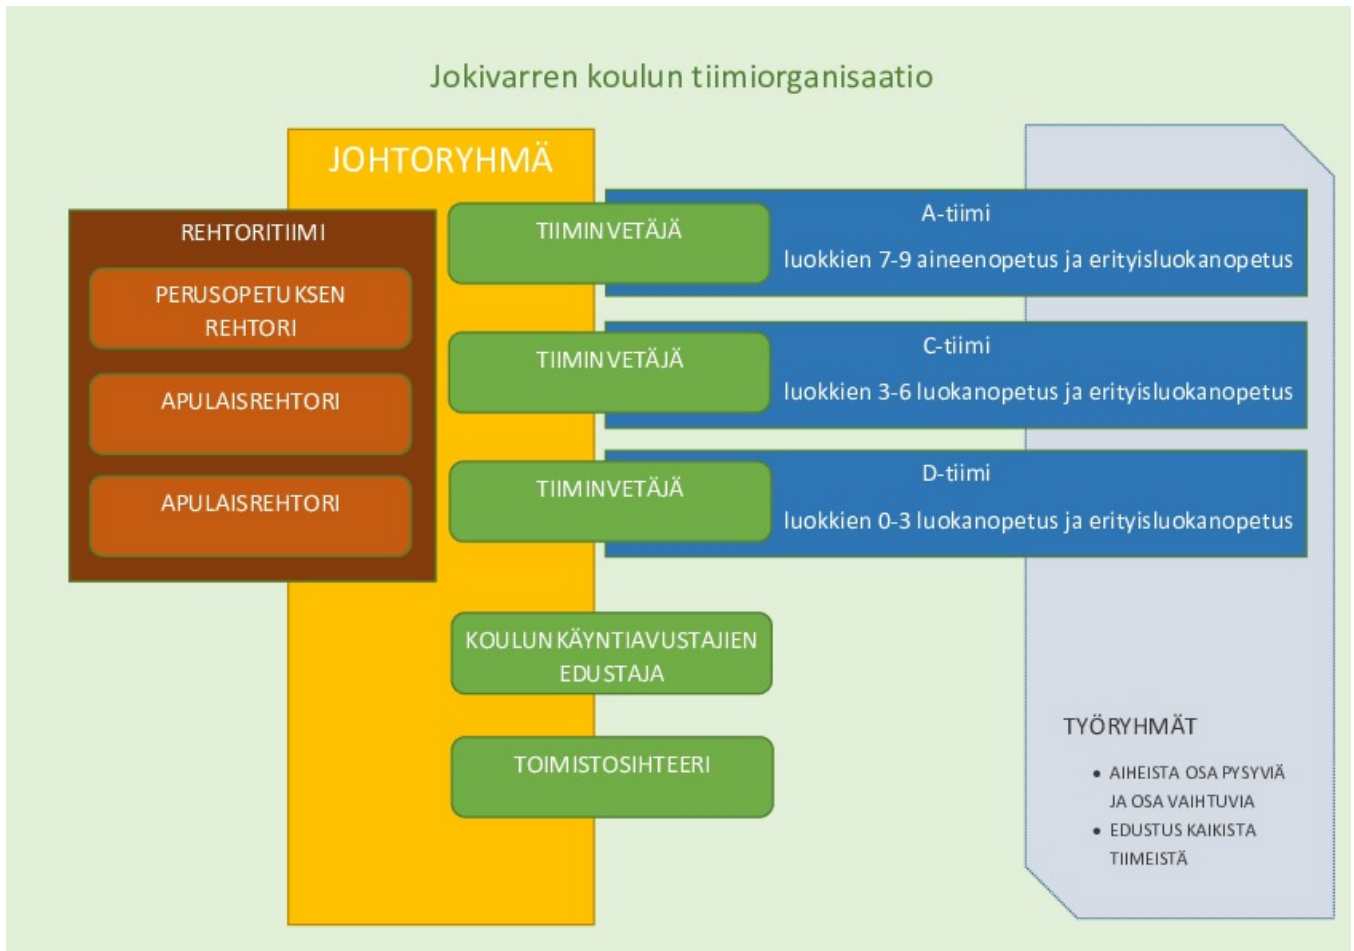 Jokivarren koulun tiimiorganisaatio
JOHTORYHMÄ
REHTORITIIMI
PERUSOPETUKSEN
REHTORI
APULAISREHTORI
APULAISREHTORI
TIIMINVETÄJÄ
A-tiimi
luokkien 7-9 aineenopetus ja erityisluokanopetus
TIIMINVETÄJÄ
C-tiimi
luokkien 3-6 luokanopetus ja erityisluokanopetus
TIIMINVETÄJÄ
D-tiimi
luokkien 0-3 luokanopetus ja erityisluokanopetus
KOULUNKÄYNTIAVUSTAJIEN
EDUSTAJA
TOIMISTOSIHTEERI
TYÖRYHMÄT
• AIHEISTA OSA PYSYVIÄ
JA OSA VAIHTUVIA
• EDUSTUS KAIKISTA
TIIMEISTÄ